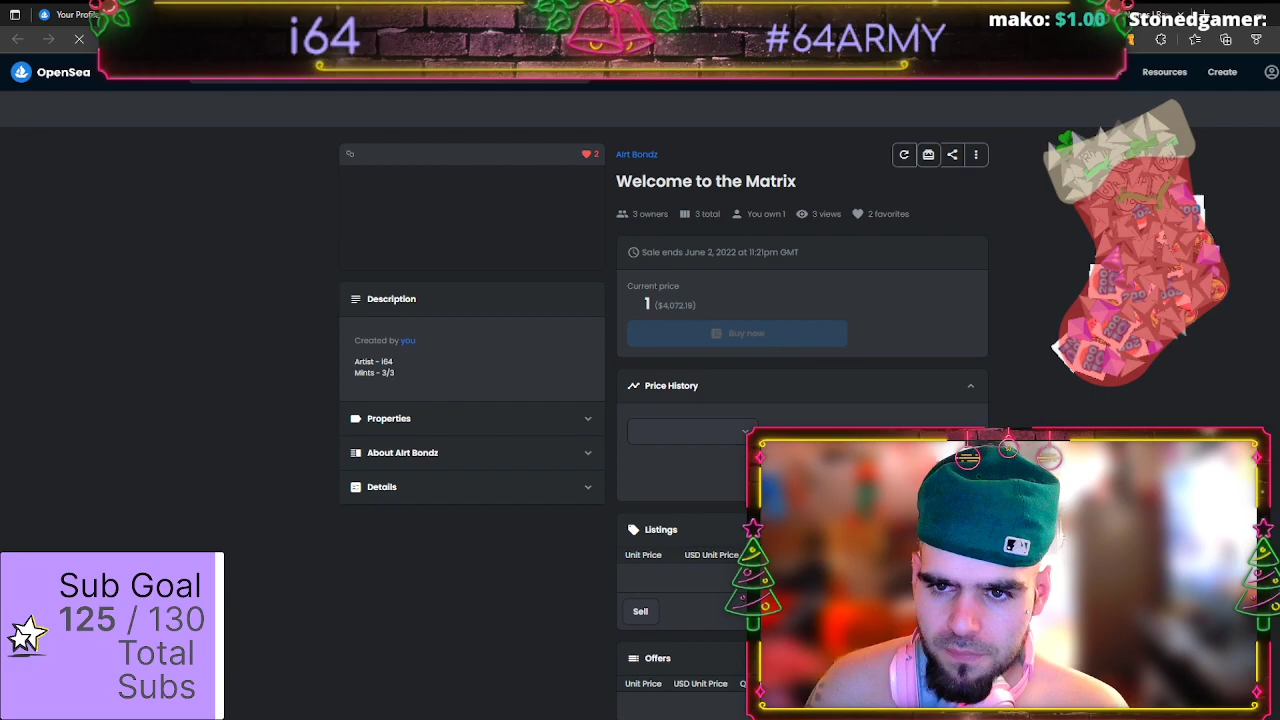 Your Profi
i64
#64ARMY
mako: $1.00 Stonedgamer:
OpenSea
Resources
Create
2
Airt Bondz
Welcome to the Matrix
3 owners
3 total
You own 1
3 views
2 favorites
Sale ends June 2, 2022 at 11:21pm GMT
Current price
1 ($4,072.19)
Buy now
Description
Created by you
Artist - i64
Mints - 3/3
Properties
About Airt Bondz
Details
Price History
Listings
Unit Price USD Unit Price
Sell
Offers
Unit Price USD Unit Price Q
Sub Goal
125 / 130
Total
Subs